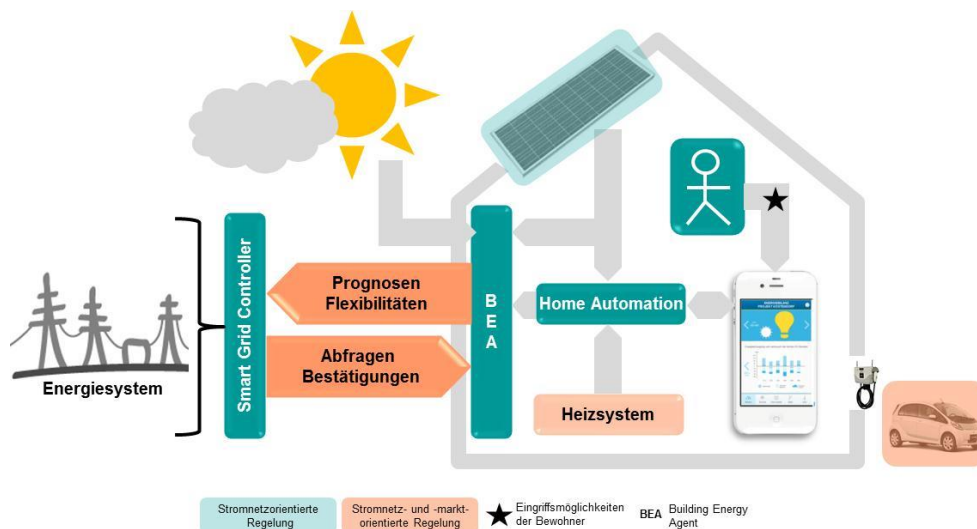 Prognosen
Flexibilitäten
Smart Grid Controller
BEA
Home Automation
Abfragen
Bestätigungen
Energiesystem
Heizsystem
Stromnetzorientierte
Regelung
Stromnetz- und -markt-
orientierte Regelung
Eingriffsmöglichkeiten
der Bewohner
BEA Building Energy
Agent